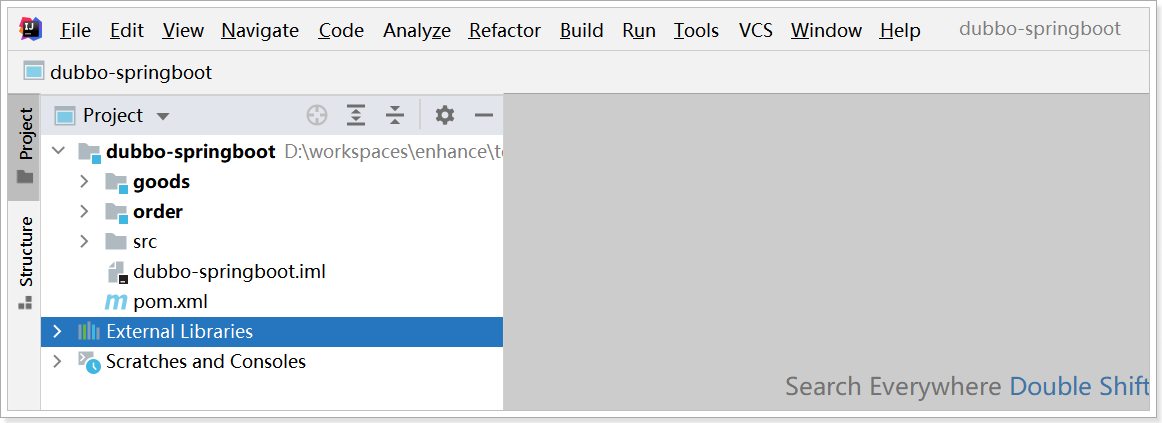 File Edit View Navigate Code Analyze Refactor Build Run Tools VCS Window Help dubbo-springboot
dubbo-springboot
Project
Project
dubbo-springboot D:\workspaces\enhance\
goods
order
src
Structure
dubbo-springboot.iml
pom.xml
External Libraries
Scratches and Consoles
Search Everywhere Double Shift